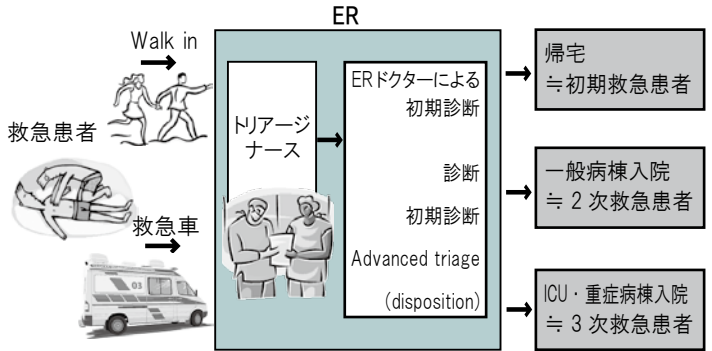 ER
Walk in
救急患者
救急車
03
トリアージ
ナース
ERドクターによる
初期診断
診断
初期診断
Advanced triage
(disposition)
帰宅
≒初期救急患者
一般病棟入院
≒ 2 次救急患者
ICU・重症病棟入院
≒ 3 次救急患者